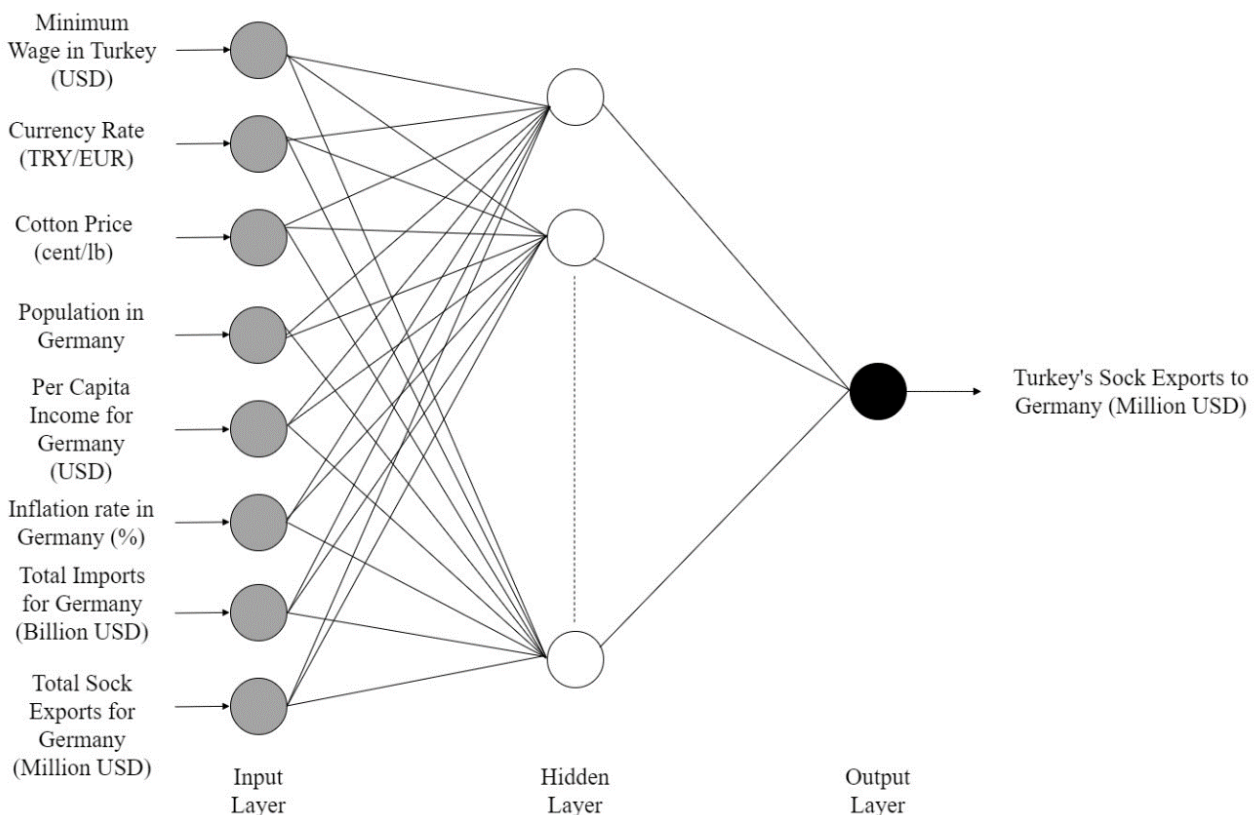 Minimum
Wage in Turkey
(USD)
Currency Rate
(TRY/EUR)
Cotton Price
(cent/lb)
Population in
Germany
Per Capita
Income for
Germany
(USD)
Inflation rate in
Germany (%)
Total Imports
for Germany
(Billion USD)
Total Sock
Exports for
Germany
(Million USD)
Turkey's Sock Exports to
Germany (Million USD)
Input
Layer
Hidden
Layer
Output
Layer